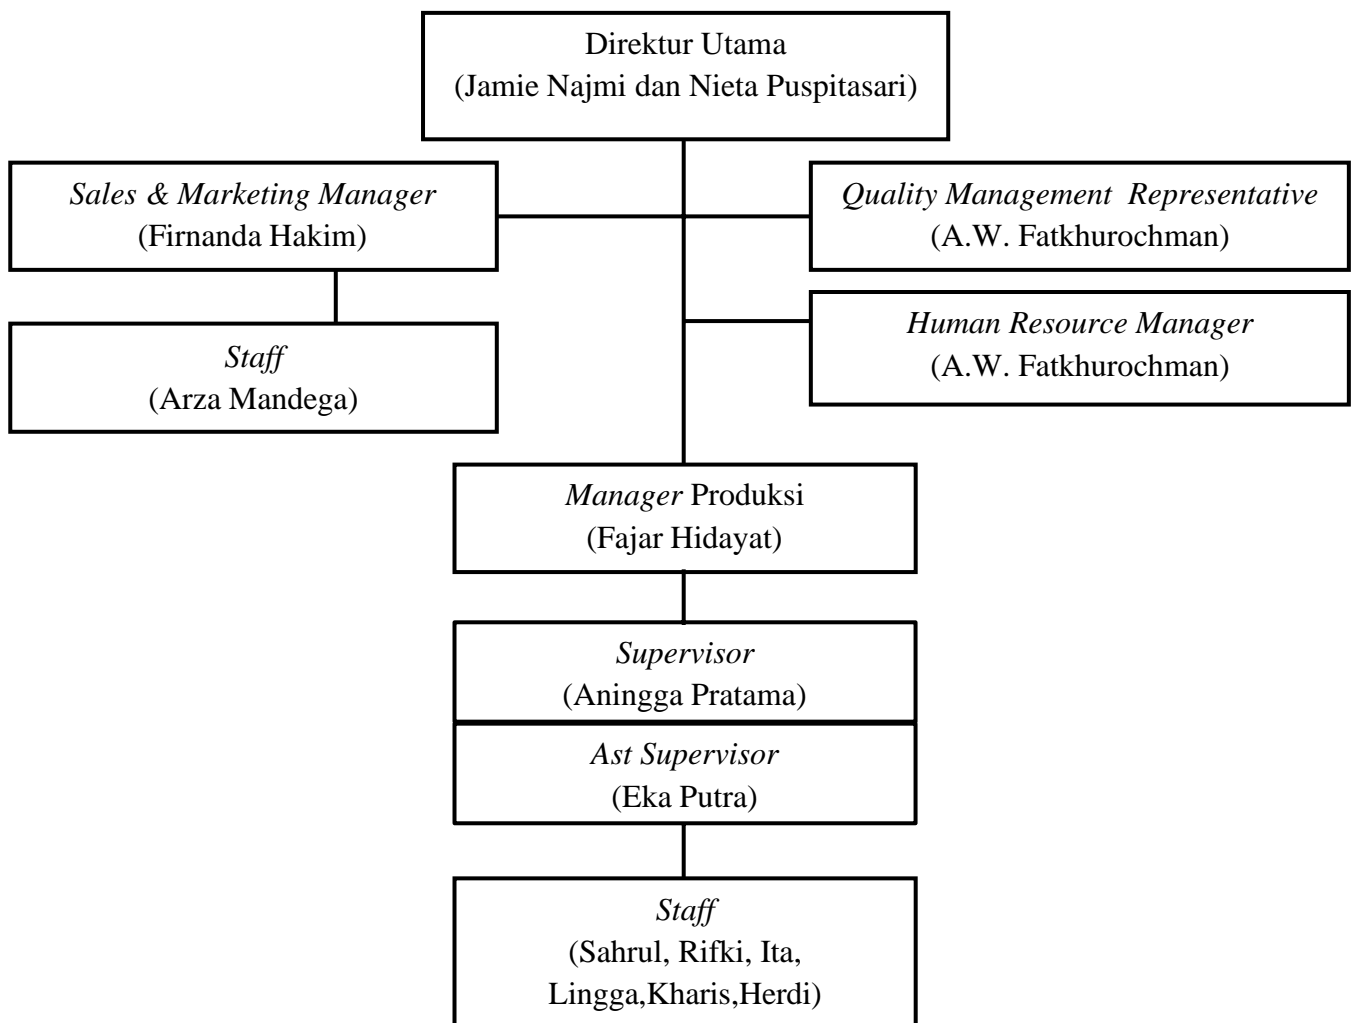 Direktur Utama
(Jamie Najmi dan Nieta Puspitasari)
Sales & Marketing Manager
(Firnanda Hakim)
Quality Management  Representative
(A.W. Fatkhurochman)
Human Resource Manager
(A.W. Fatkhurochman)
Staff
(Arza Mandega)
Manager Produksi
(Fajar Hidayat)
Supervisor
(Aningga Pratama)
Ast Supervisor
(Eka Putra)
Staff
(Sahrul, Rifki, Ita,
Lingga,Kharis,Herdi)